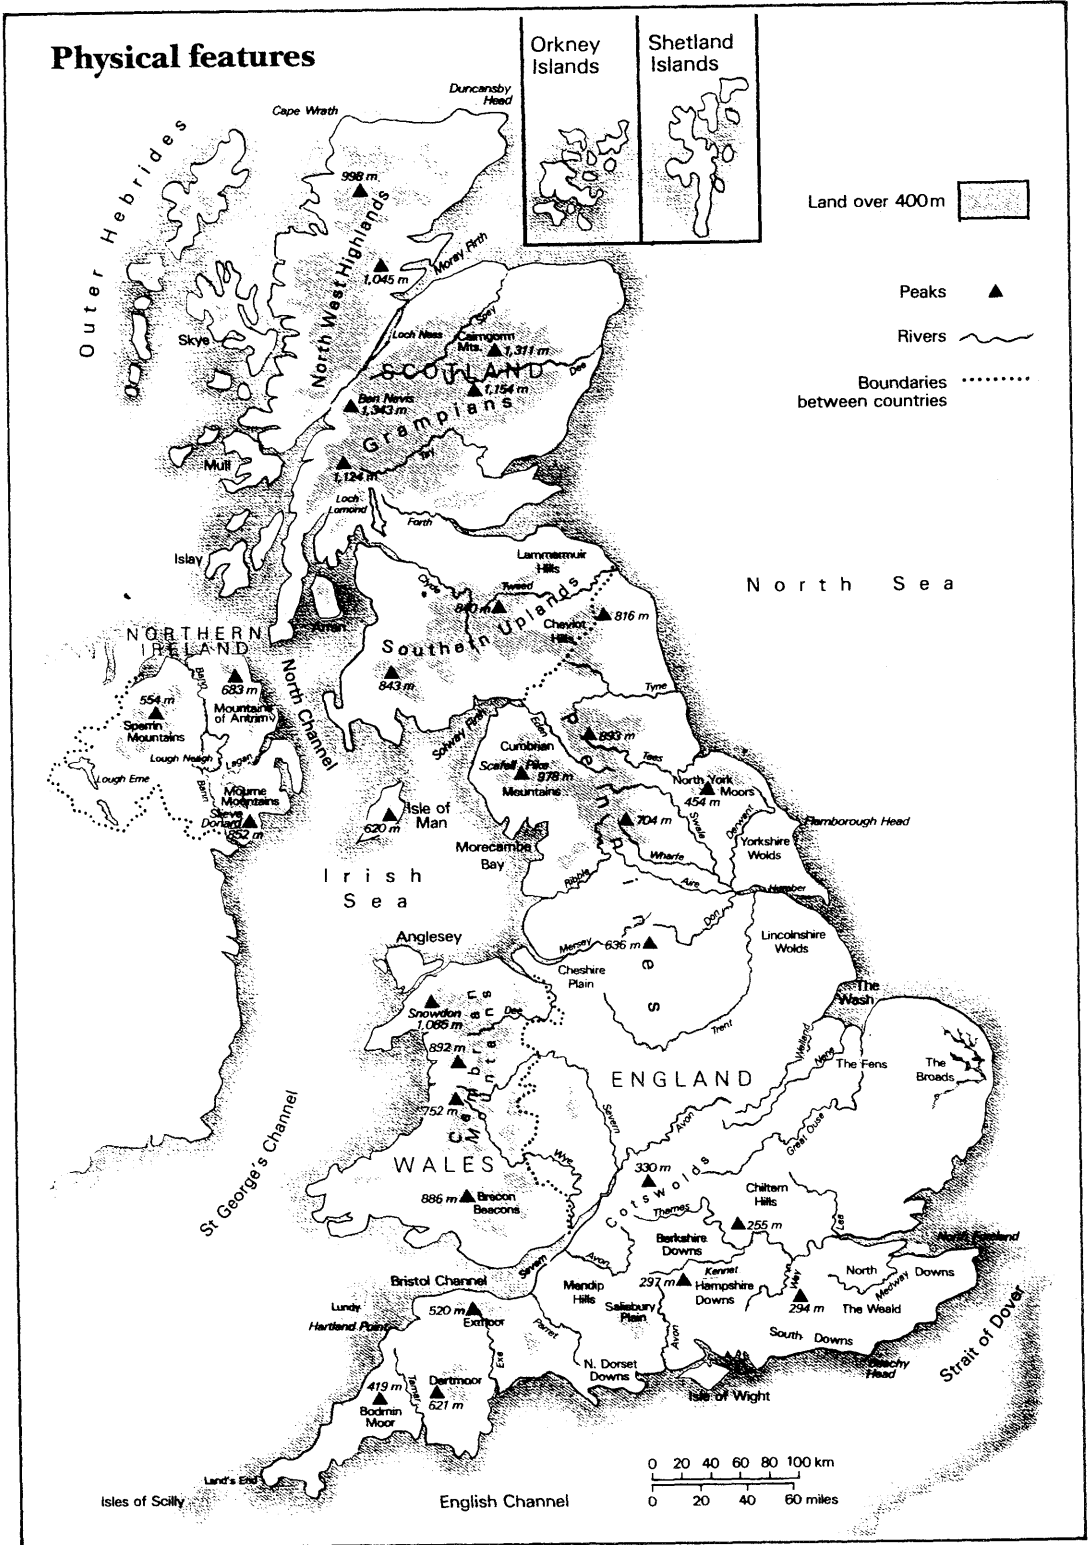 Physical features
Orkney
Islands
Shetland
Islands
Land over 400 m
Peaks
Rivers
Boundaries
between countries
Duncansby
Head
Cape Wrath
Outer Hebrides
998 m
North West Highlands
1,045 m
Moray Firth
Skye
Loch Ness
Spey
Cairngorm
Mts.
1,311 m
SCOTLAND
Dee
1,154 m
Ben Nevis
1,343 m
Grampians
Tay
Mull
1,124 m
Loch
Lomond
Forth
Islay
Lammermuir
Hills
Clyde
Tweed
840 m
Arran
Southern Uplands
Cheviot
Hills
816 m
North Sea
NORTHERN
IRELAND
843 m
North Channel
Bann
683 m
554 m
Mountains
of Antrim
Sperrin
Mountains
Lough Neagh
Lagan
Lough Erne
Bann
Mourne
Mountains
Slieve
Donard
852 m
Tyne
Solway Firth
Eden
Pennines
893 m
Tees
Cumbrian
Scafell Pike
978 m
Mountains
North York
Moors
454 m
Isle of
Man
620 m
704 m
Swale
Derwent
Flamborough Head
Yorkshire
Wolds
Morecambe
Bay
Wharfe
Ribble
Aire
Humber
Irish
Sea
Don
Mersey
636 m
Lincolnshire
Wolds
Anglesey
Cheshire
Plain
The
Wash
Snowdon
1,085 m
Dee
Cambrian
Mountains
Trent
892 m
Welland
Nene
The Fens
The
Broads
ENGLAND
752 m
Severn
Avon
Great Ouse
St George's Channel
WALES
Wye
330 m
Cotswolds
Chiltern
Hills
886 m
Brecon
Beacons
Thames
255 m
Lea
Berkshire
Downs
North Foreland
Severn
Avon
Bristol Channel
Mendip
Hills
297 m
Kennet
Hampshire
Downs
Wey
North
Downs
Medway
294 m
The Weald
Lundy
Hartland Point
520 m
Exmoor
Salisbury
Plain
Parret
Avon
South Downs
Beachy
Head
Strait of Dover
Exe
N. Dorset
Downs
Isle of Wight
419 m
Bodmin
Moor
Tamar
Dartmoor
621 m
Land's End
Isles of Scilly
English Channel
0 20 40 60 80 100 km
0 20 40 60 miles